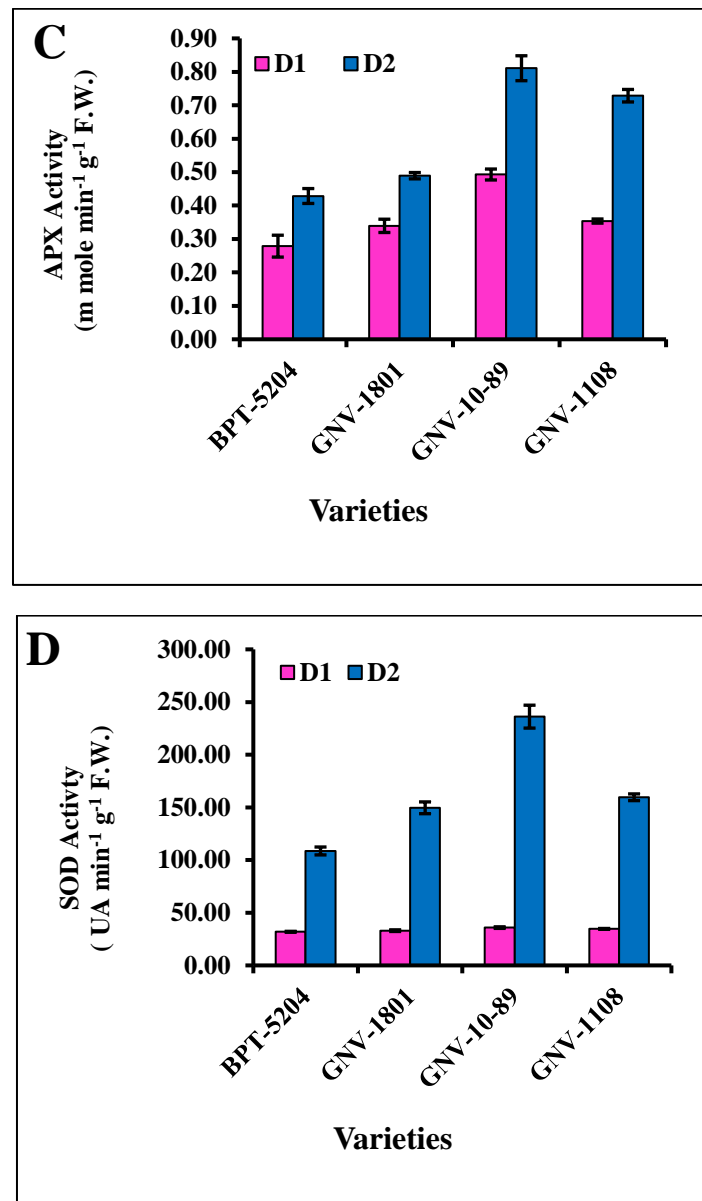 C
D1 D2
0.90
0.80
0.70
0.60
0.50
0.40
0.30
0.20
0.10
0.00
APX Activity
(m mole min⁻¹ g⁻¹ F.W.)
BPT-5204
GNV-1801
GNV-10-89
GNV-1108
Varieties
D
D1 D2
300.00
250.00
200.00
150.00
100.00
50.00
0.00
SOD Activty
( UA min⁻¹ g⁻¹ F.W.)
BPT-5204
GNV-1801
GNV-10-89
GNV-1108
Varieties